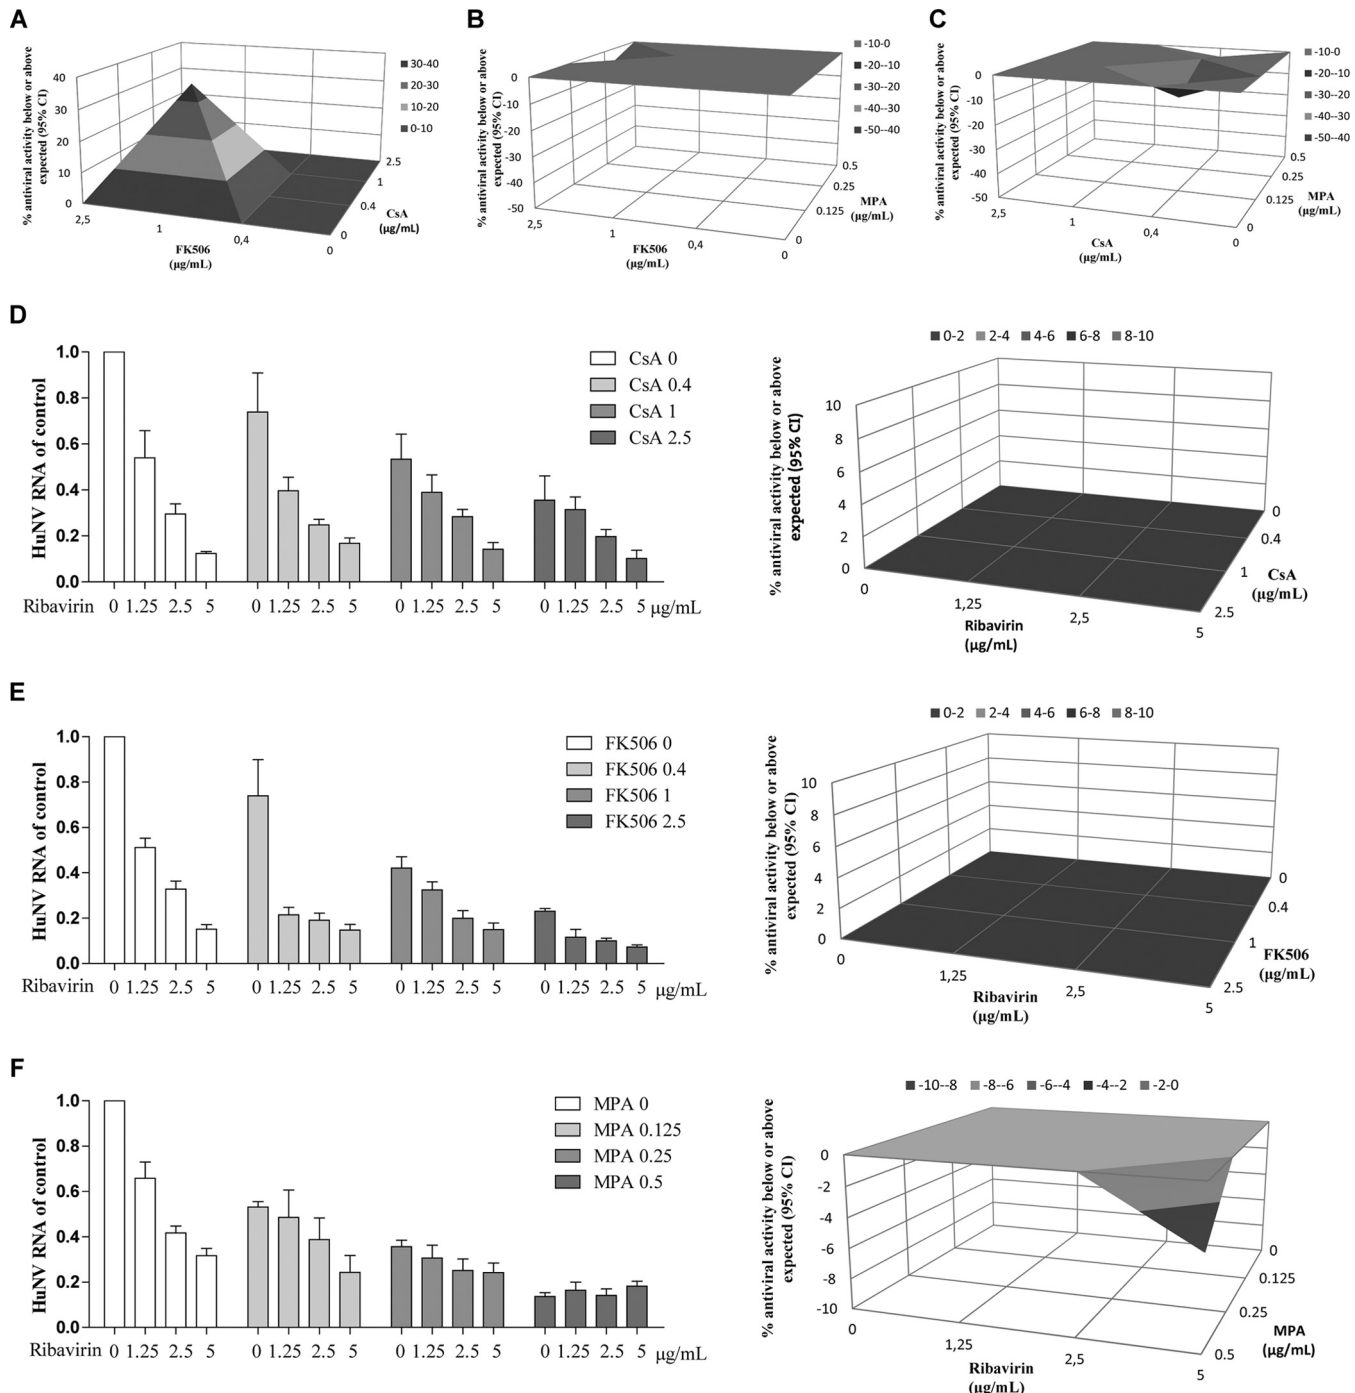 A
% antiviral activity below or above
expected (95% CI)
40
30
20
10
0
2,5
1
0,4
0
FK506
(µg/mL)
2.5
1
0.4
0
CsA
(µg/mL)
30-40
20-30
10-20
0-10
B
% antiviral activity below or above
expected (95% CI)
0
-10
-20
-30
-40
-50
2,5
1
0,4
0
FK506
(µg/mL)
0.5
0.25
0.125
0
MPA
(µg/mL)
-10-0
-20--10
-30--20
-40--30
-50--40
C
% antiviral activity below or above
expected (95% CI)
0
-10
-20
-30
-40
-50
2,5
1
0,4
0
CsA
(µg/mL)
0.5
0.25
0.125
0
MPA
(µg/mL)
-10-0
-20--10
-30--20
-40--30
-50--40
D
HuNV RNA of control
1.0
0.8
0.6
0.4
0.2
0.0
CsA 0
CsA 0.4
CsA 1
CsA 2.5
Ribavirin 0 1.25 2.5 5 0 1.25 2.5 5 0 1.25 2.5 5 0 1.25 2.5 5 µg/mL
0-2 2-4 4-6 6-8 8-10
% antiviral activity below or above
expected (95% CI)
10
8
6
4
2
0
0
1,25
2,5
5
Ribavirin
(µg/mL)
0
0.4
1
2.5
CsA
(µg/mL)
E
HuNV RNA of control
1.0
0.8
0.6
0.4
0.2
0.0
FK506 0
FK506 0.4
FK506 1
FK506 2.5
Ribavirin 0 1.25 2.5 5 0 1.25 2.5 5 0 1.25 2.5 5 0 1.25 2.5 5 µg/mL
0-2 2-4 4-6 6-8 8-10
% antiviral activity below or above
expected (95% CI)
10
8
6
4
2
0
0
1,25
2,5
5
Ribavirin
(µg/mL)
0
0.4
1
2.5
FK506
(µg/mL)
F
HuNV RNA of control
1.0
0.8
0.6
0.4
0.2
0.0
MPA 0
MPA 0.125
MPA 0.25
MPA 0.5
Ribavirin 0 1.25 2.5 5 0 1.25 2.5 5 0 1.25 2.5 5 0 1.25 2.5 5 µg/mL
-10--8 -8--6 -6--4 -4--2 -2-0
% antiviral activity below or above
expected (95% CI)
0
-2
-4
-6
-8
-10
0
1,25
2,5
5
Ribavirin
(µg/mL)
0
0.125
0.25
0.5
MPA
(µg/mL)